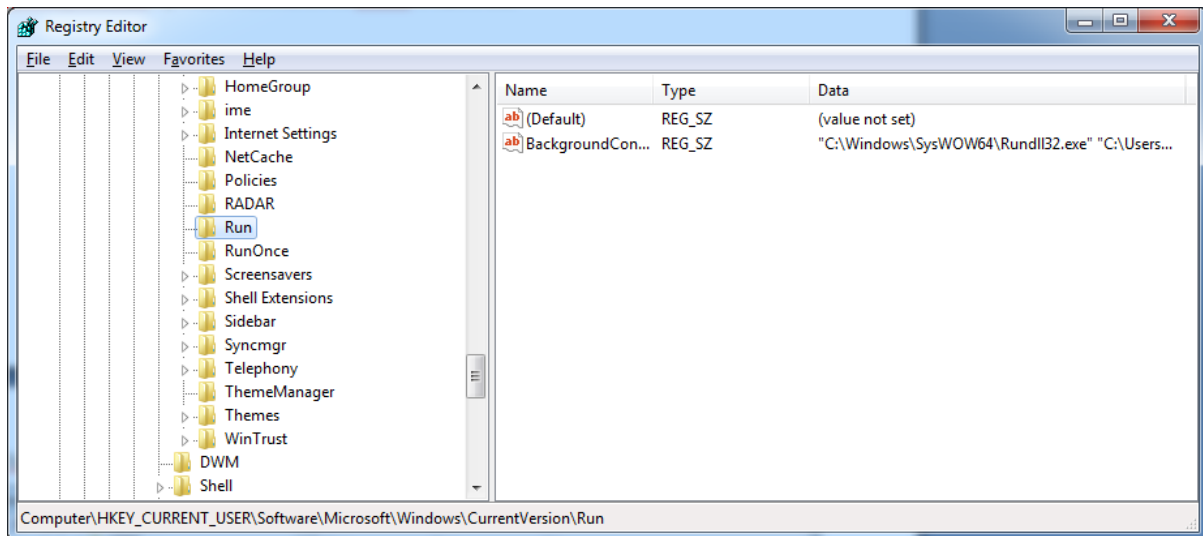 Registry Editor
File Edit View Favorites Help
HomeGroup
ime
Internet Settings
NetCache
Policies
RADAR
Run
RunOnce
Screensavers
Shell Extensions
Sidebar
Syncmgr
Telephony
ThemeManager
Themes
WinTrust
DWM
Shell
Name Type Data
ab (Default) REG_SZ (value not set)
ab BackgroundCon... REG_SZ "C:\Windows\SysWOW64\Rundll32.exe" "C:\Users...
Computer\HKEY_CURRENT_USER\Software\Microsoft\Windows\CurrentVersion\Run